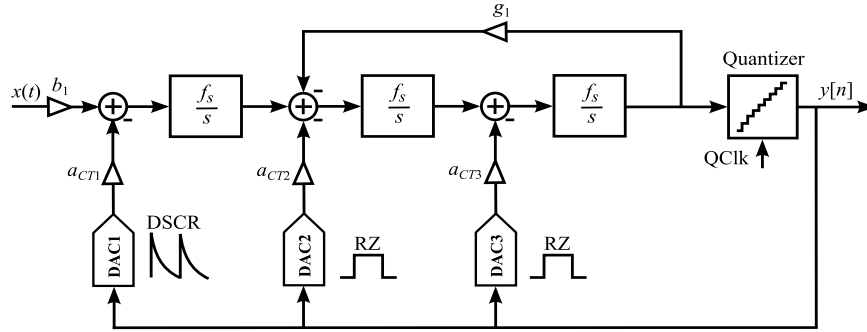 g1
Quantizer
x(t)
b1
fs
s
fs
s
fs
s
y[n]
QClk
aCT1
aCT2
aCT3
DSCR
RZ
RZ
DAC1
DAC2
DAC3